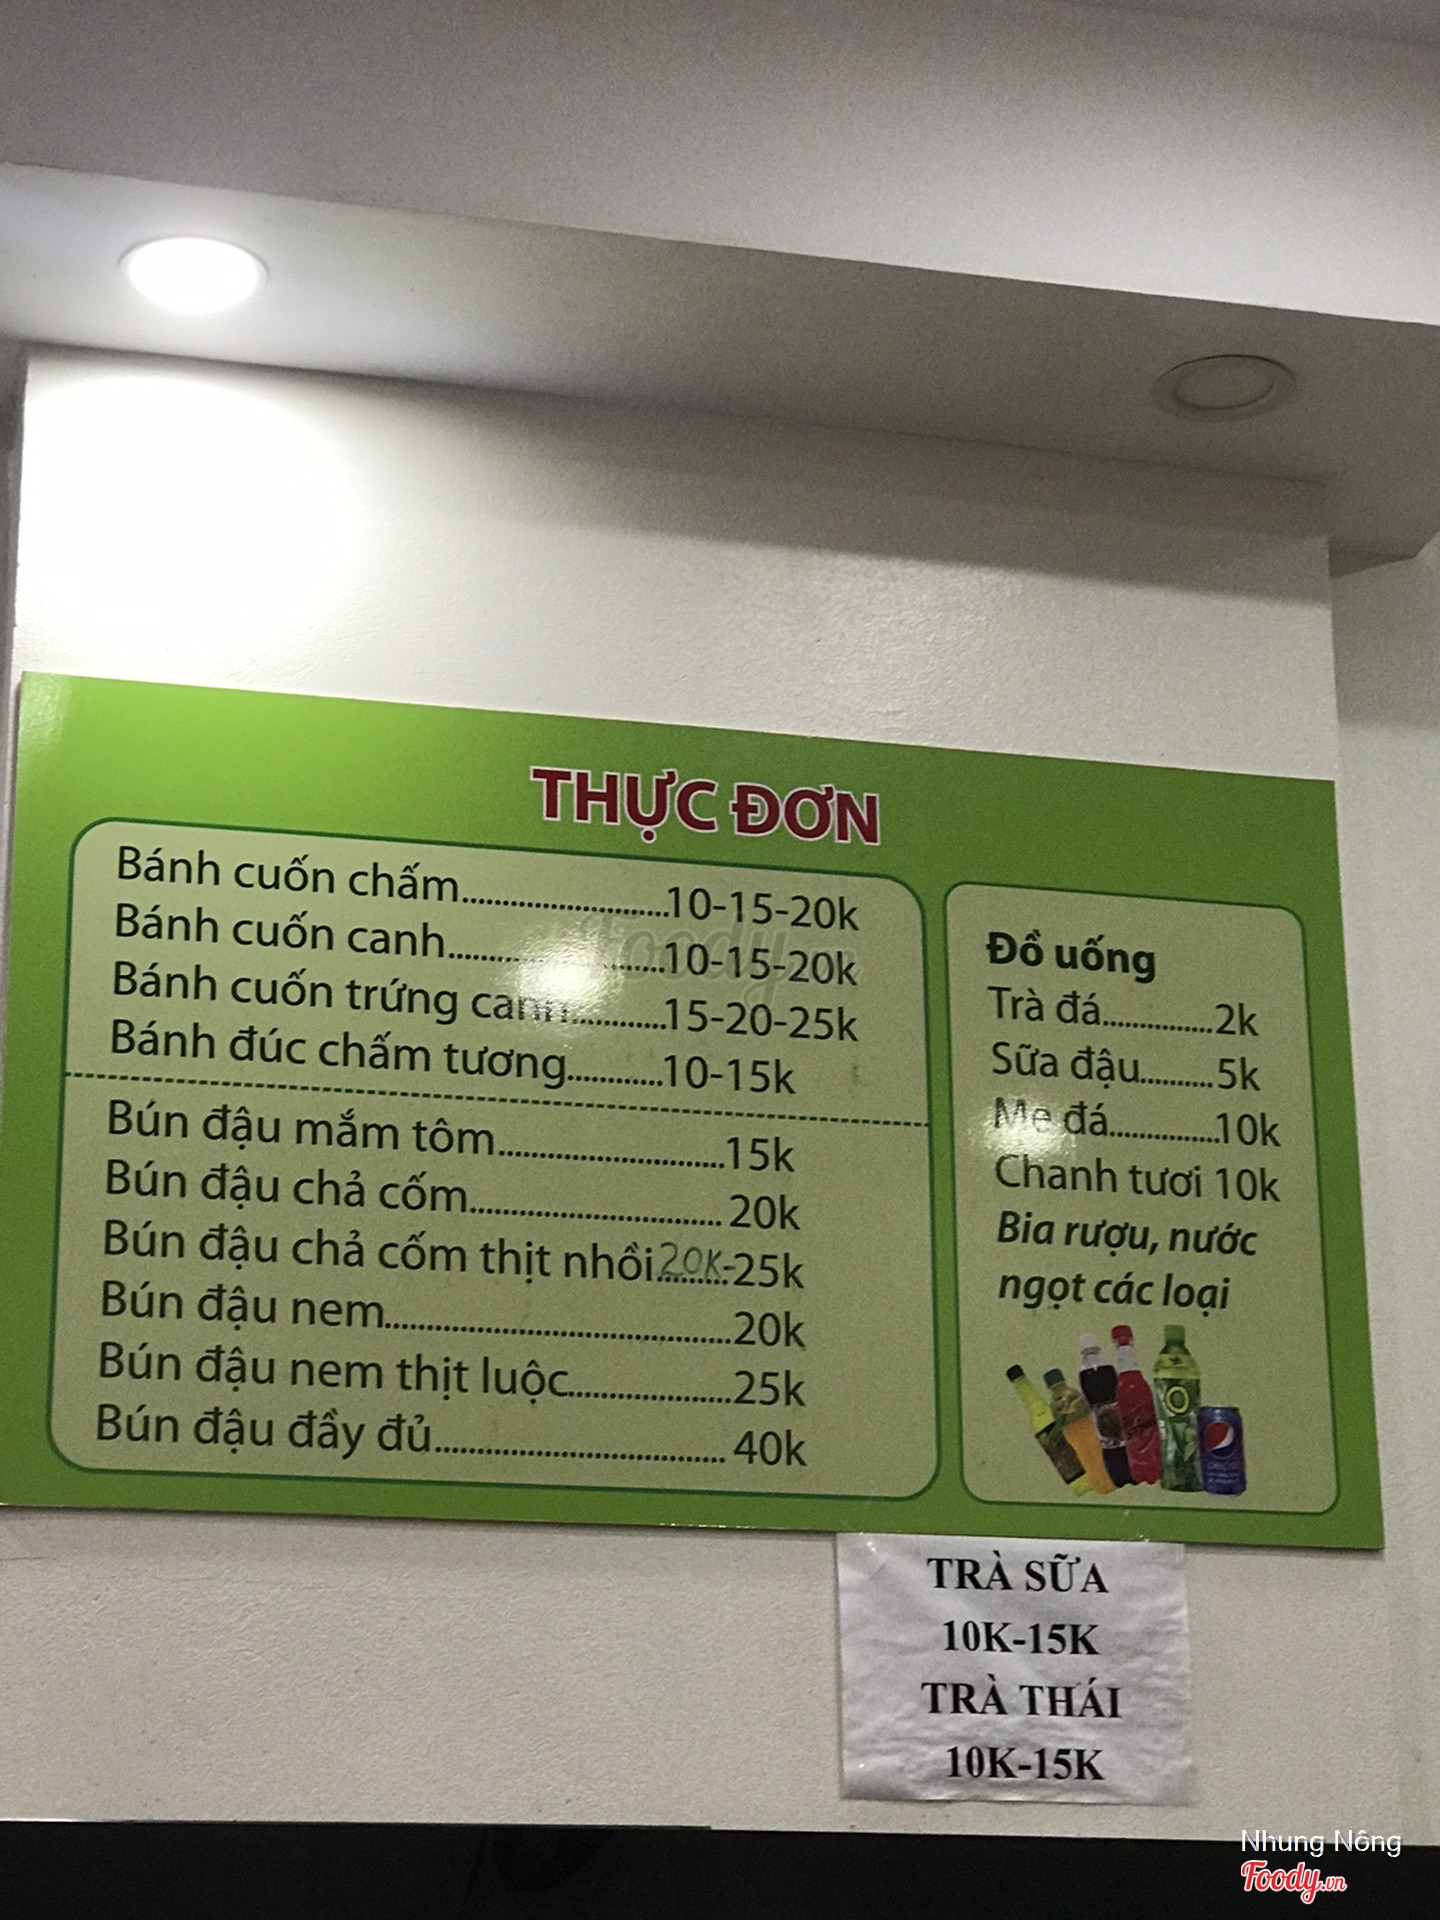 THỰC ĐƠN
Bánh cuốn chấm..........................10-15-20k
Bánh cuốn canh..........................10-15-20k
Bánh cuốn trứng canh............15-20-25k
Bánh đúc chấm tương............10-15k
Bún đậu mắm tôm............................15k
Bún đậu chả cốm............................... 20k
Bún đậu chả cốm thịt nhồi.........20K-25k
Bún đậu nem...........................................20k
Bún đậu nem thịt luộc....................25k
Bún đậu đầy đủ.................................... 40k
Đồ uống
Trà đá...............2k
Sữa đậu..........5k
Me đá...............10k
Chanh tươi 10k
Bia rượu, nước
ngọt các loại
TRÀ SỮA
10K-15K
TRÀ THÁI
10K-15K
Nhung Nông
Foody.vn